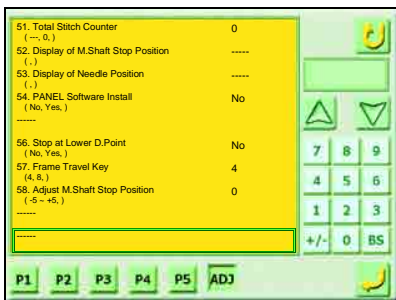 51. Total Stitch Counter 0
( ---, 0, )
52. Display of M.Shaft Stop Position -----
( , )
53. Display of Needle Position -----
( , )
54. PANEL Software Install No
( No, Yes, )
------
56. Stop at Lower D.Point No
( No, Yes, )
57. Frame Travel Key 4
(4, 8, )
58. Adjust M.Shaft Stop Position 0
( -5 ~ +5, )
------
------
7 8 9
4 5 6
1 2 3
+/- 0 BS
P1 P2 P3 P4 P5 ADJ